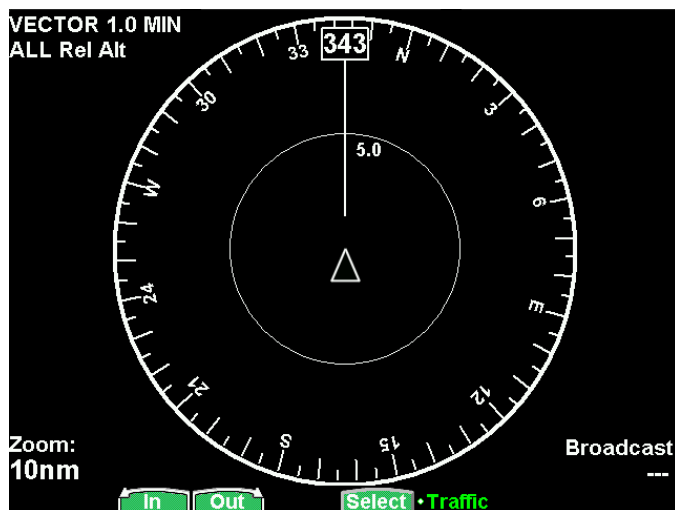 VECTOR 1.0 MIN
ALL Rel Alt
343
33
N
30
3
5.0
W
6
24
E
21
12
S
15
Zoom:
10nm
Broadcast
---
In
Out
Select
•Traffic